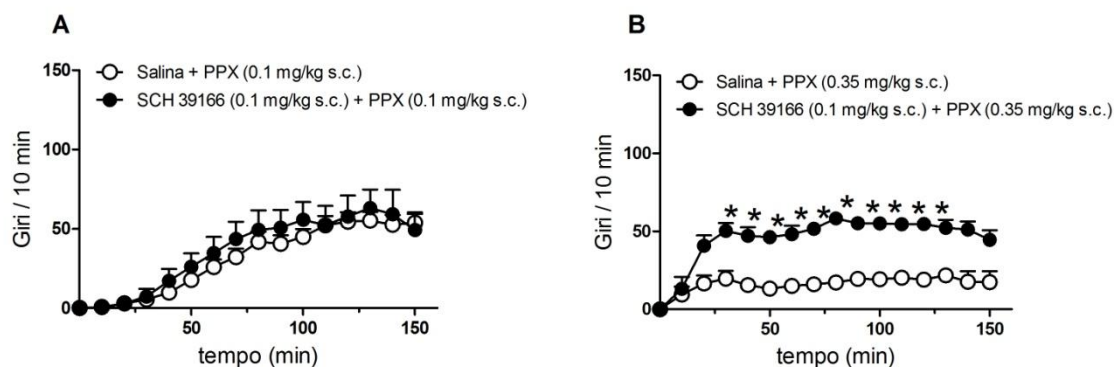 A
150
Salina + PPX (0.1 mg/kg s.c.)
SCH 39166 (0.1 mg/kg s.c.) + PPX (0.1 mg/kg s.c.)
100
50
0
Giri / 10 min
50
100
150
tempo (min)
B
150
Salina + PPX (0.35 mg/kg s.c.)
SCH 39166 (0.1 mg/kg s.c.) + PPX (0.35 mg/kg s.c.)
100
50
0
Giri / 10 min
* * * * * * * * * * *
50
100
150
tempo (min)